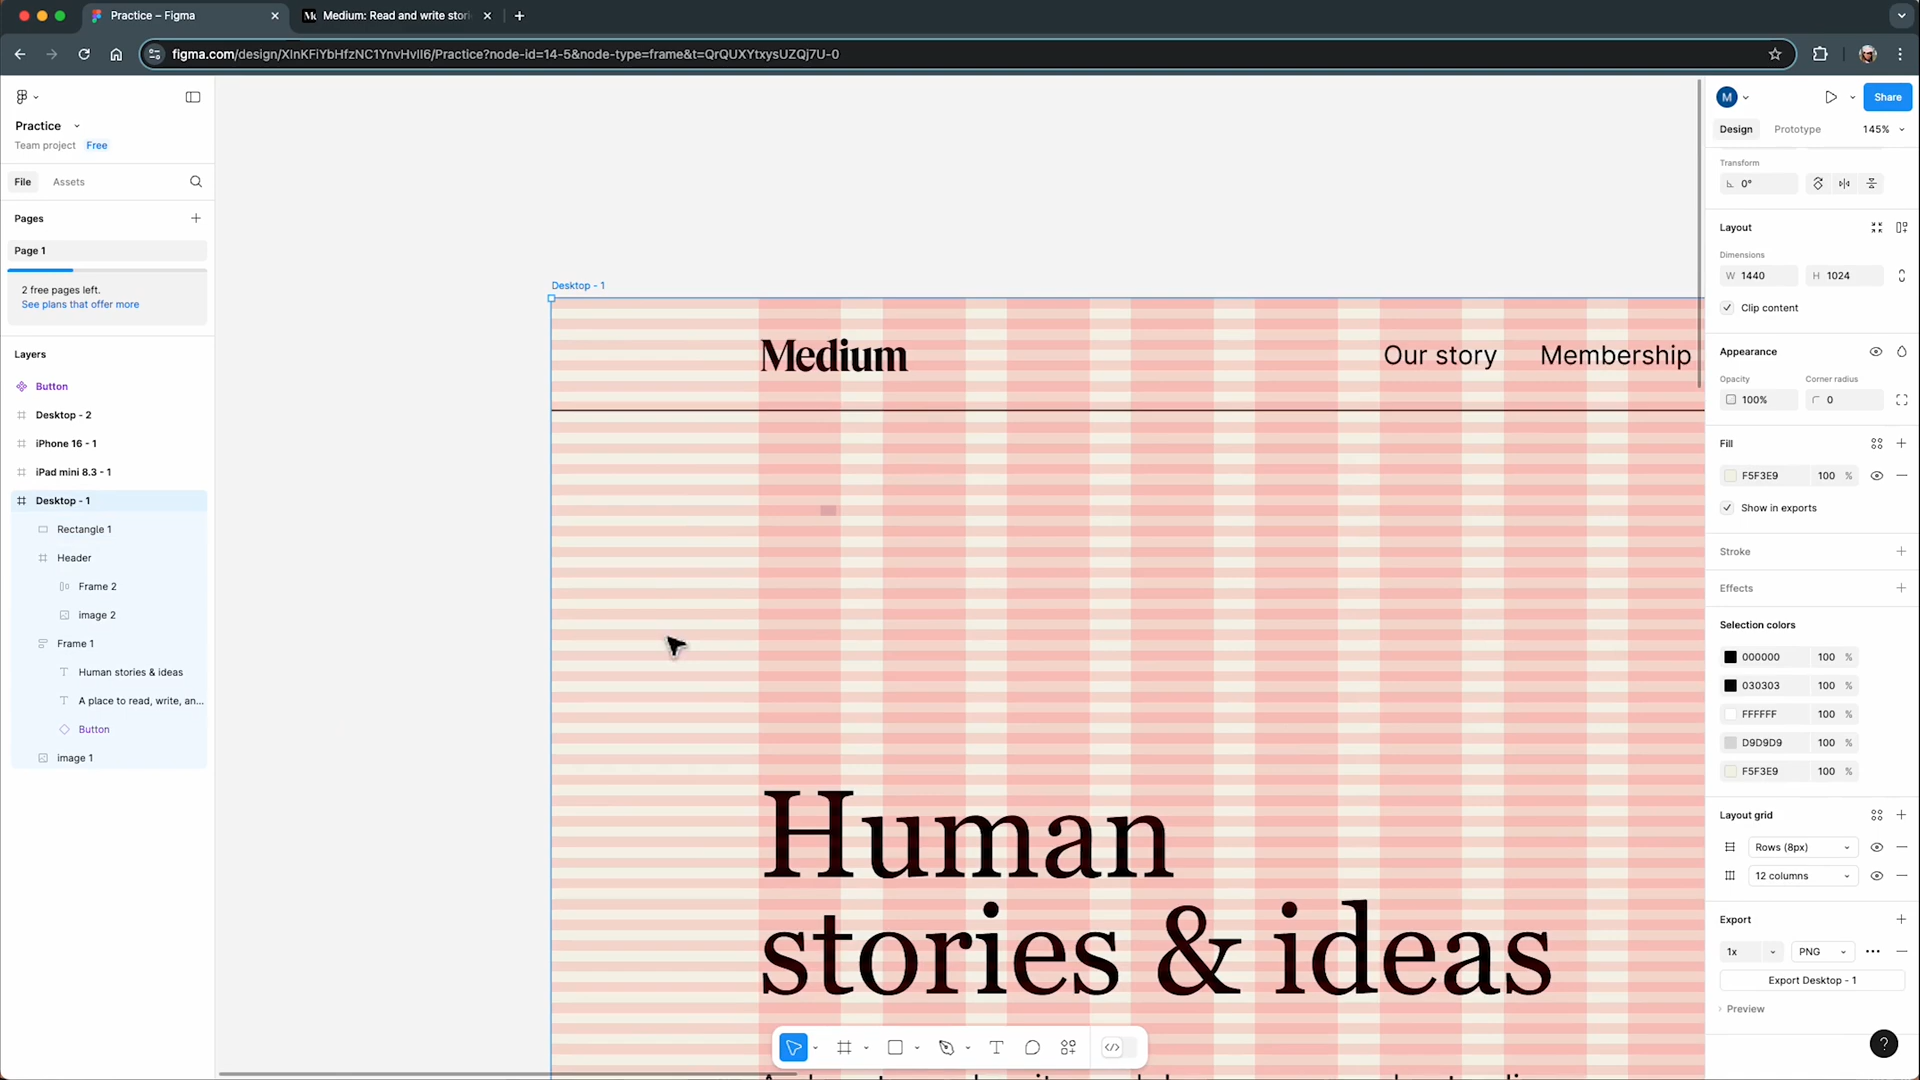 Practice – Figma
Medium: Read and write stori
figma.com/design/XlnKFiYbHfzNC1YnvHvlI6/Practice?node-id=14-5&node-type=frame&t=QrQUXYtxysUZQj7U-0
Practice
Team project Free
File Assets
Pages
Page 1
2 free pages left.
See plans that offer more
Layers
Button
Desktop - 2
iPhone 16 - 1
iPad mini 8.3 - 1
Desktop - 1
Rectangle 1
Header
Frame 2
image 2
Frame 1
Human stories & ideas
A place to read, write, an...
Button
image 1
Desktop - 1
Medium
Our story Membership
Human
stories & ideas
M Share
Design Prototype 145%
Transform
0°
Layout
Dimensions
W 1440 H 1024
Clip content
Appearance
Opacity Corner radius
100% 0
Fill
F5F3E9 100 %
Show in exports
Stroke
Effects
Selection colors
000000 100 %
030303 100 %
FFFFFF 100 %
D9D9D9 100 %
F5F3E9 100 %
Layout grid
Rows (8px)
12 columns
Export
1x PNG
Export Desktop - 1
Preview
?